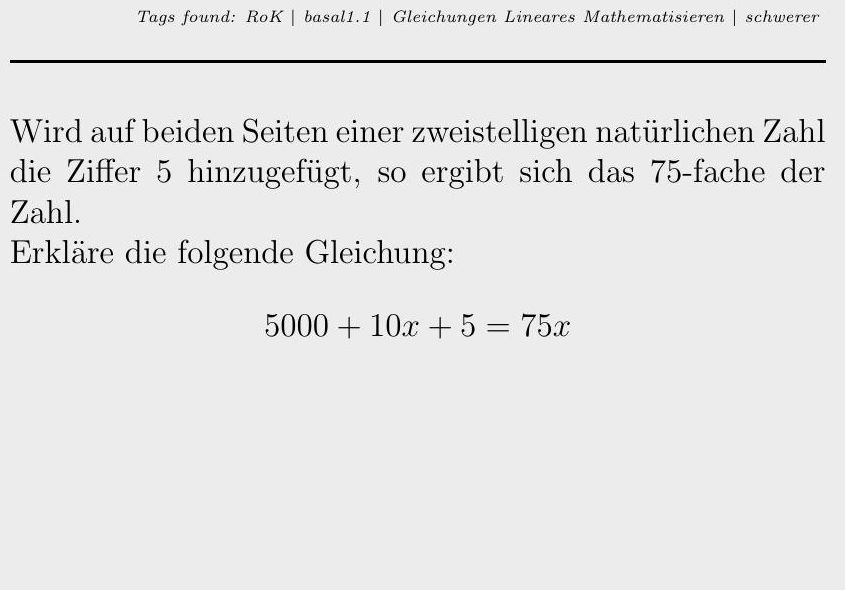 Tags found: RoK | basal1.1 | Gleichungen Lineares Mathematisieren | schwerer
Wird auf beiden Seiten einer zweistelligen natürlichen Zahl
die Ziffer 5 hinzugefügt, so ergibt sich das 75-fache der
Zahl.
Erkläre die folgende Gleichung:
5000 + 10x + 5 = 75x